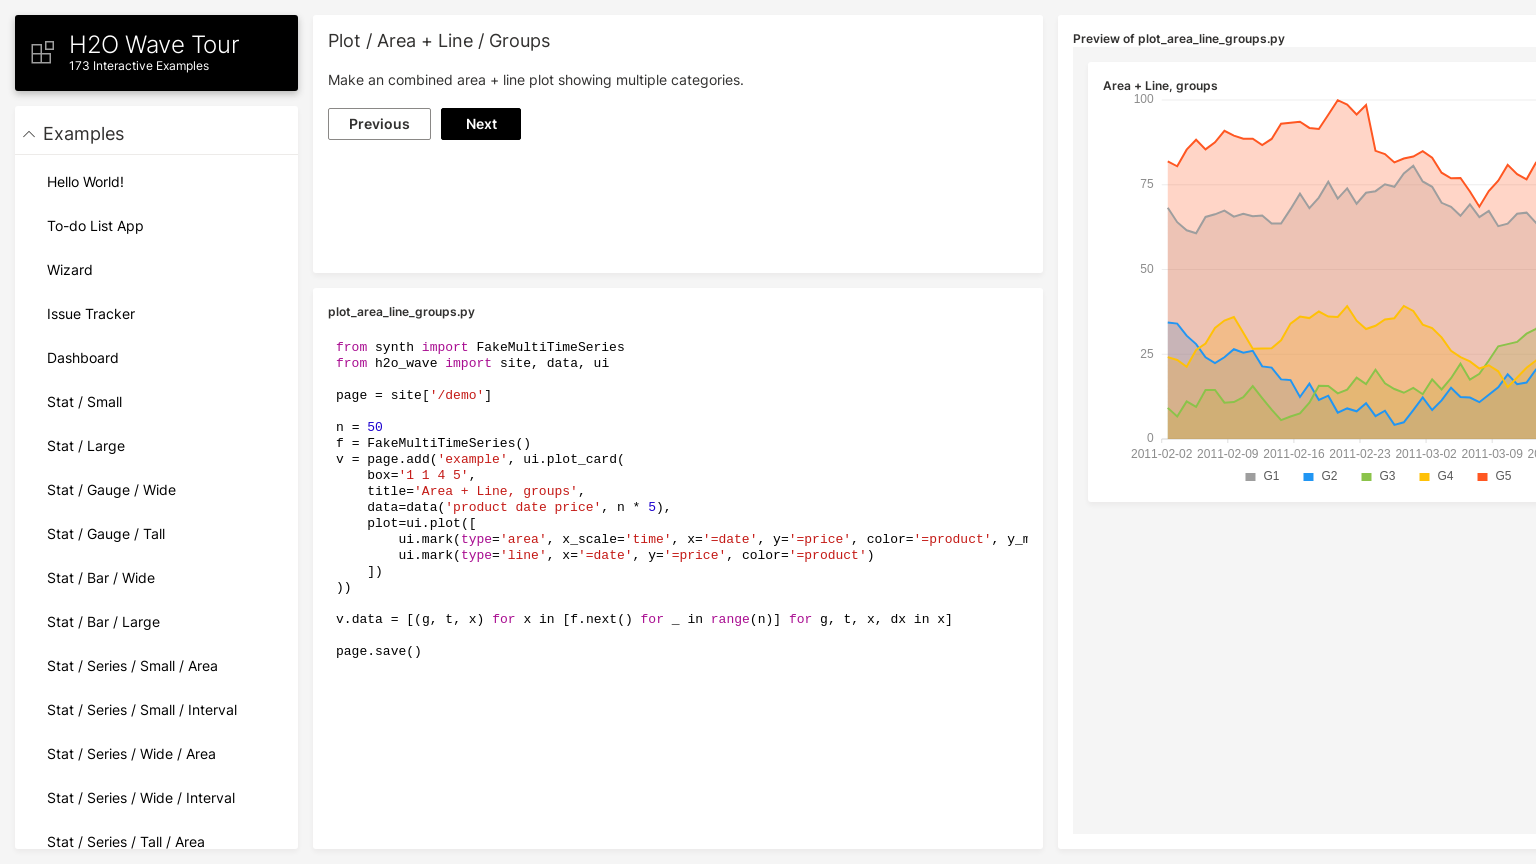 H2O Wave Tour
173 Interactive Examples
Examples
Hello World!
To-do List App
Wizard
Issue Tracker
Dashboard
Stat / Small
Stat / Large
Stat / Gauge / Wide
Stat / Gauge / Tall
Stat / Bar / Wide
Stat / Bar / Large
Stat / Series / Small / Area
Stat / Series / Small / Interval
Stat / Series / Wide / Area
Stat / Series / Wide / Interval
Stat / Series / Tall / Area
Plot / Area + Line / Groups
Make an combined area + line plot showing multiple categories.
Previous Next
plot_area_line_groups.py
from synth import FakeMultiTimeSeries
from h2o_wave import site, data, ui
page = site['/demo']
n = 50
f = FakeMultiTimeSeries()
v = page.add('example', ui.plot_card(
    box='1 1 4 5',
    title='Area + Line, groups',
    data=data('product date price', n * 5),
    plot=ui.plot([
        ui.mark(type='area', x_scale='time', x='=date', y='=price', color='=product', y_m
        ui.mark(type='line', x='=date', y='=price', color='=product')
    ])
))
v.data = [(g, t, x) for x in [f.next() for _ in range(n)] for g, t, x, dx in x]
page.save()
Preview of plot_area_line_groups.py
Area + Line, groups
100
75
50
25
0
2011-02-02 2011-02-09 2011-02-16 2011-02-23 2011-03-02 2011-03-09 20
G1 G2 G3 G4 G5